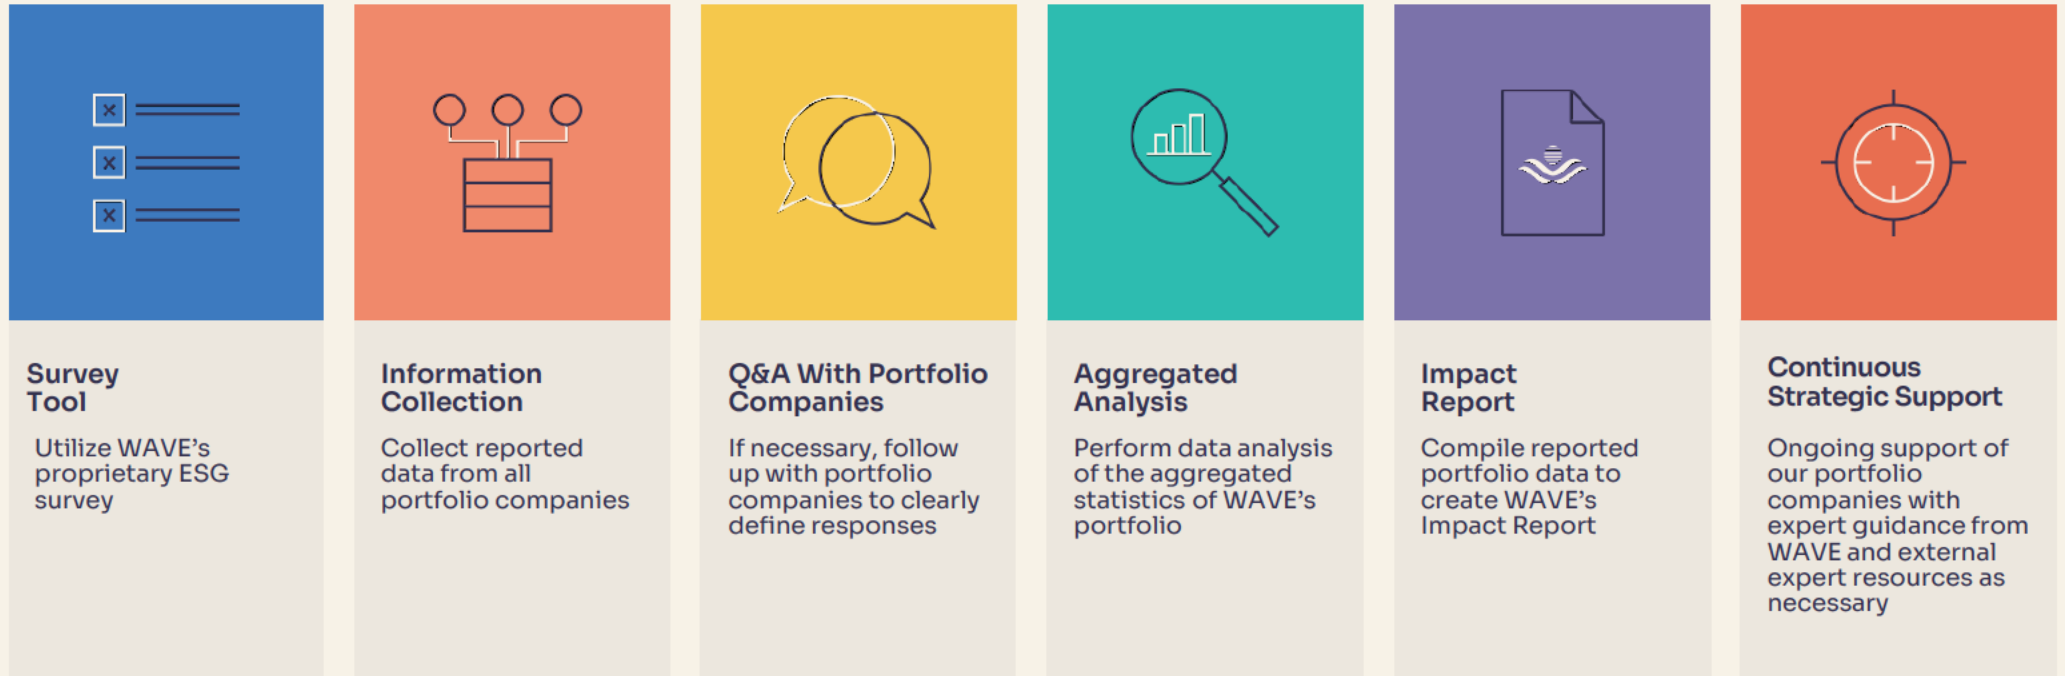 Survey
Tool
Utilize WAVE’s
proprietary ESG
survey
Information
Collection
Collect reported
data from all
portfolio companies
Q&A With Portfolio
Companies
If necessary, follow
up with portfolio
companies to clearly
define responses
Aggregated
Analysis
Perform data analysis
of the aggregated
statistics of WAVE’s
portfolio
Impact
Report
Compile reported
portfolio data to
create WAVE’s
Impact Report
Continuous
Strategic Support
Ongoing support of
our portfolio
companies with
expert guidance from
WAVE and external
expert resources as
necessary